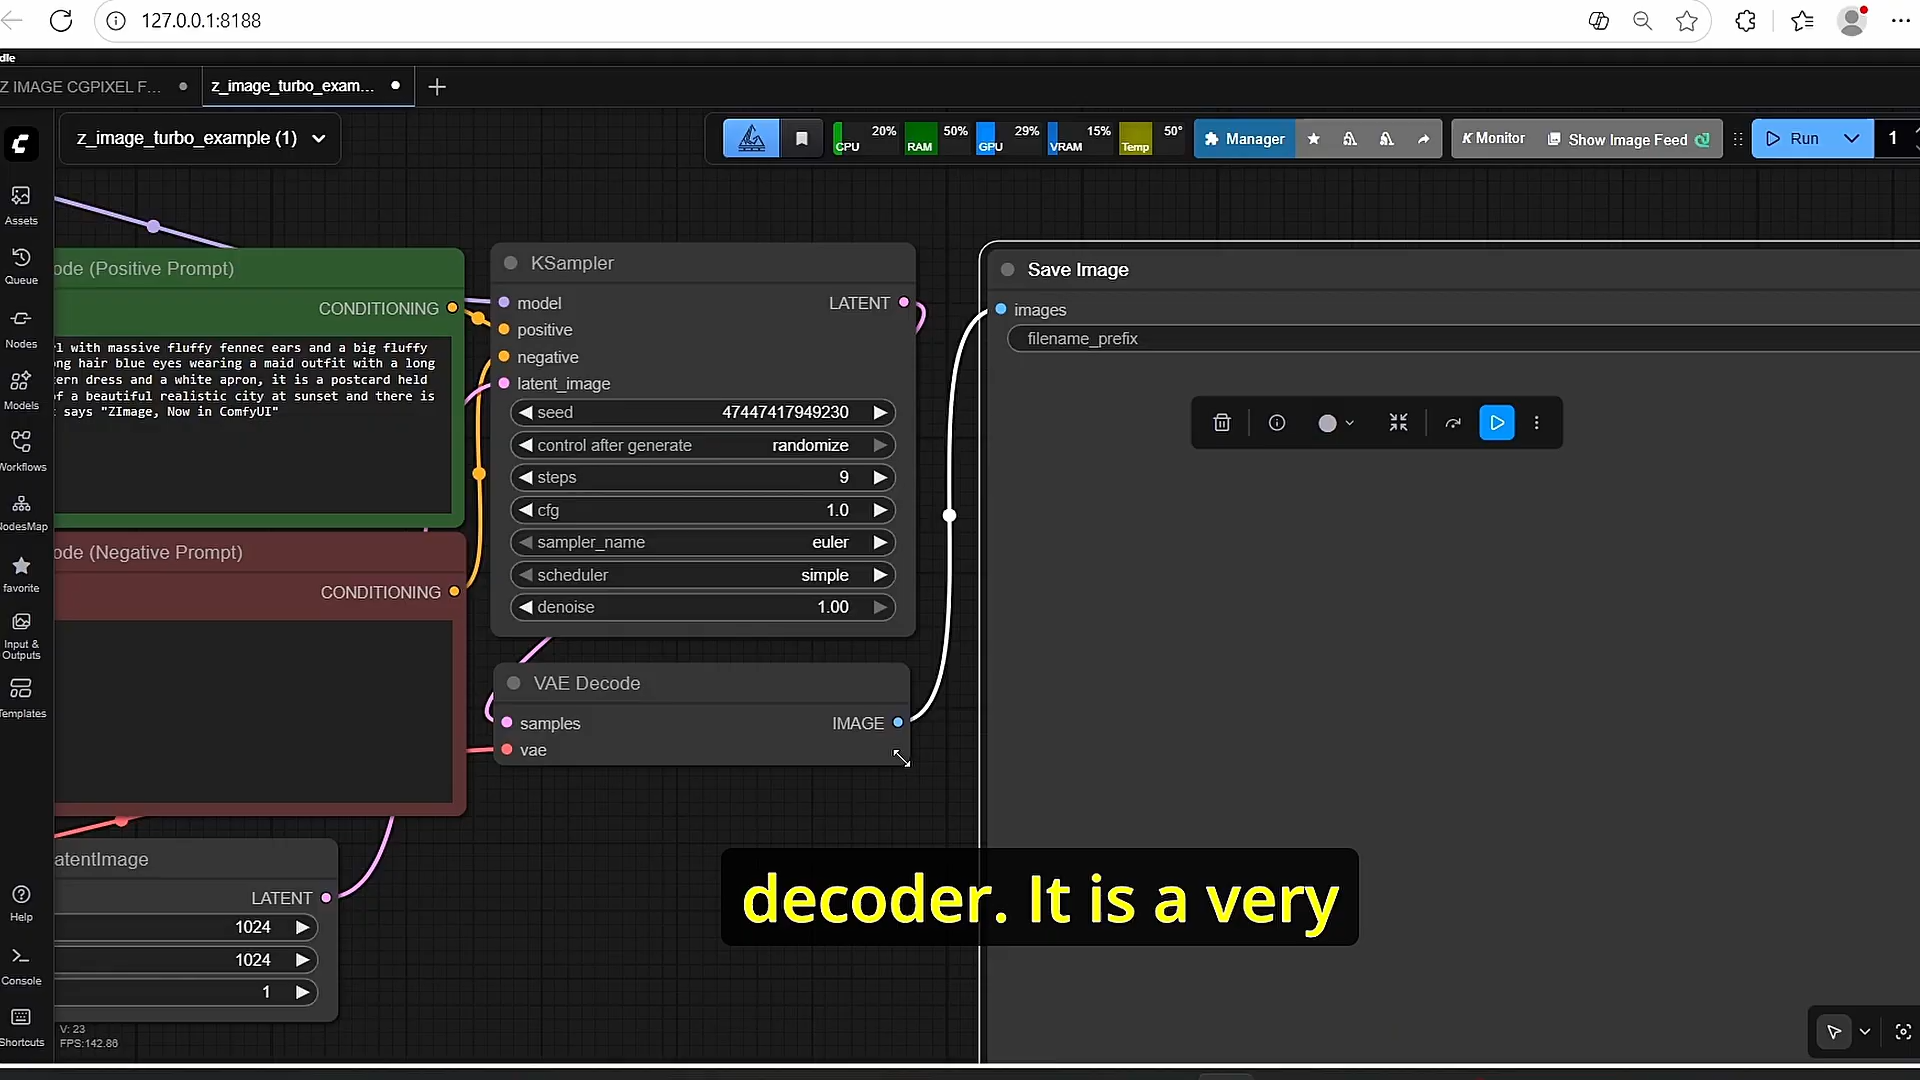 127.0.0.1:8188
dle
Z IMAGE CGPIXEL F...
z_image_turbo_exam...
z_image_turbo_example (1)
CPU 20%
RAM 50%
GPU 29%
VRAM 15%
Temp 50°
Manager
K Monitor
Show Image Feed
Run
1
Assets
Queue
Nodes
Models
Workflows
NodesMap
favorite
Input &
Outputs
Templates
Help
Console
Shortcuts
ode (Positive Prompt)
CONDITIONING
l with massive fluffy fennec ears and a big fluffy
ong hair blue eyes wearing a maid outfit with a long
ern dress and a white apron, it is a postcard held
f a beautiful realistic city at sunset and there is
says "ZImage, Now in ComfyUI"
ode (Negative Prompt)
CONDITIONING
atentImage
LATENT
1024
1024
1
V: 23
FPS:142.86
KSampler
model
LATENT
positive
negative
latent_image
seed 47447417949230
control after generate randomize
steps 9
cfg 1.0
sampler_name euler
scheduler simple
denoise 1.00
VAE Decode
samples
IMAGE
vae
Save Image
images
filename_prefix
decoder. It is a very